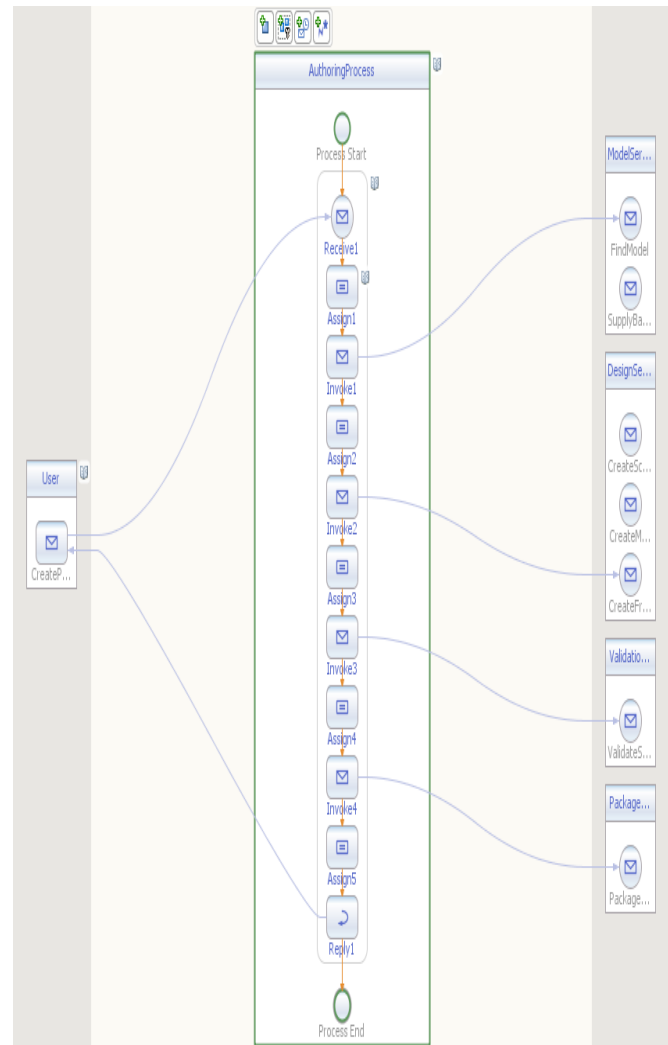 AuthoringProcess
Process Start
Receive1
Assign1
Invoke1
Assign2
Invoke2
Assign3
Invoke3
Assign4
Invoke4
Assign5
Reply1
Process End
User
CreateP...
ModelSer...
FindModel
SupplyBa...
DesignSe...
CreateSc...
CreateM...
CreateFr...
Validatio...
ValidateS...
Package...
Package...